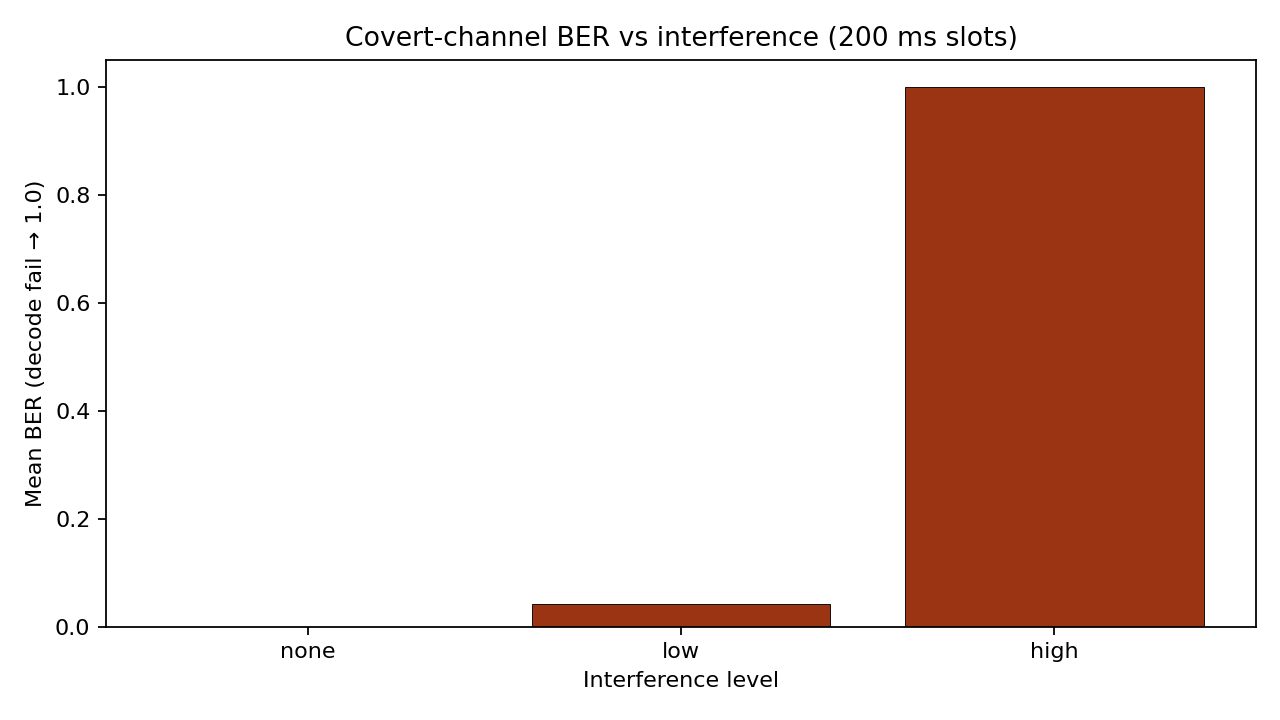 Covert-channel BER vs interference (200 ms slots)
Mean BER (decode fail → 1.0)
1.0
0.8
0.6
0.4
0.2
0.0
none low high
Interference level